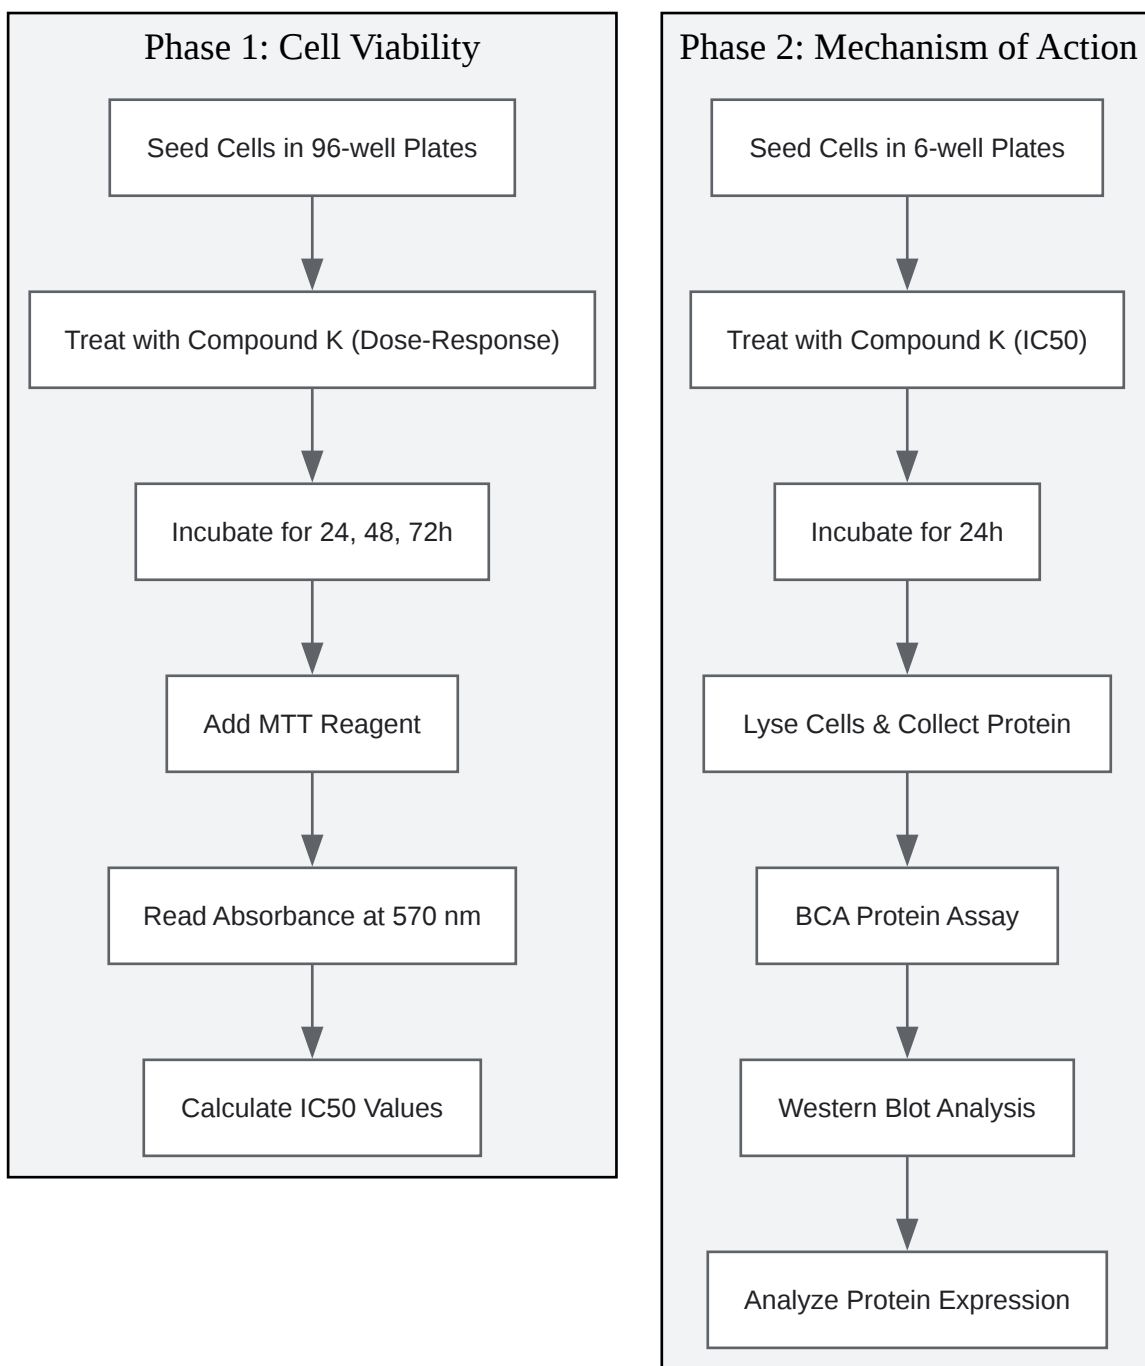 Phase 1: Cell Viability
Seed Cells in 96-well Plates
Treat with Compound K (Dose-Response)
Incubate for 24, 48, 72h
Add MTT Reagent
Read Absorbance at 570 nm
Calculate IC50 Values
Phase 2: Mechanism of Action
Seed Cells in 6-well Plates
Treat with Compound K (IC50)
Incubate for 24h
Lyse Cells & Collect Protein
BCA Protein Assay
Western Blot Analysis
Analyze Protein Expression